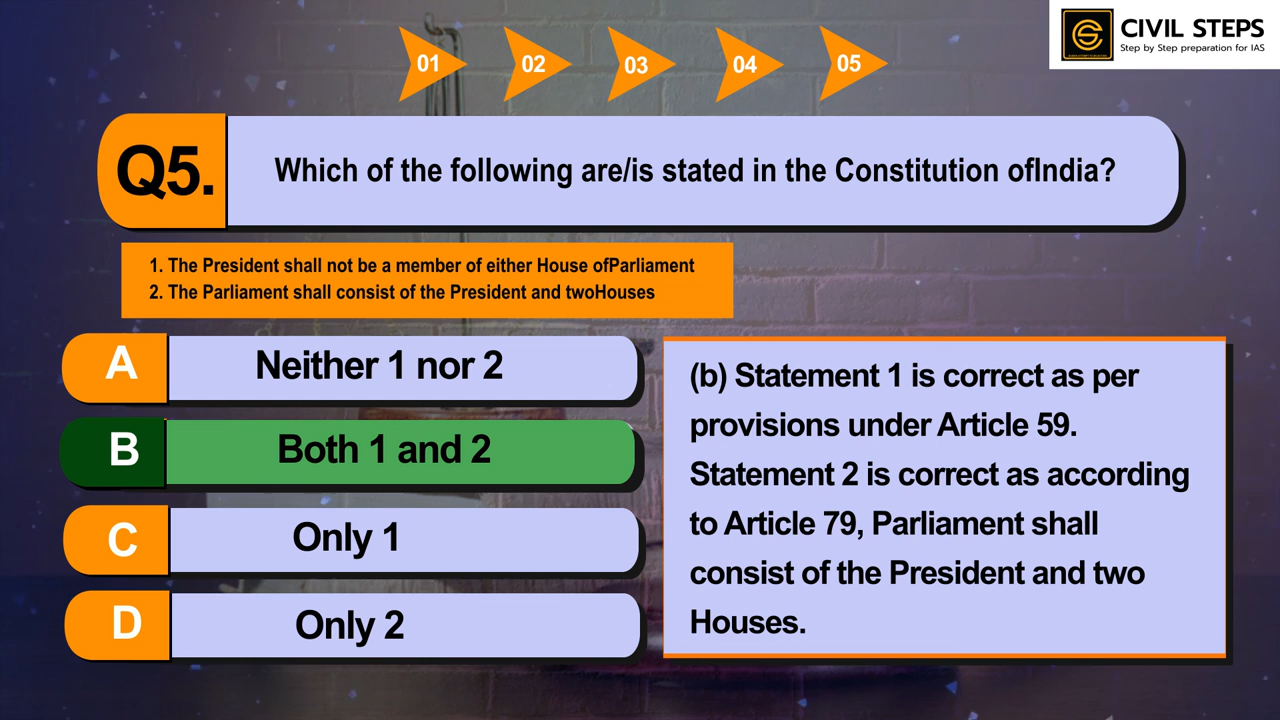 01 02 03 04 05
CIVIL STEPS
Step by Step preparation for IAS
Q5.
Which of the following are/is stated in the Constitution ofIndia?
1. The President shall not be a member of either House ofParliament
2. The Parliament shall consist of the President and twoHouses
A Neither 1 nor 2
B Both 1 and 2
C Only 1
D Only 2
(b) Statement 1 is correct as per
provisions under Article 59.
Statement 2 is correct as according
to Article 79, Parliament shall
consist of the President and two
Houses.